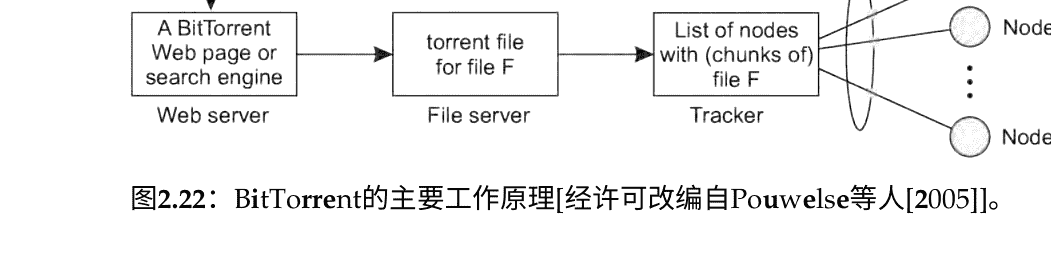 A BitTorrent
Web page or
search engine
Web server
torrent file
for file F
File server
List of nodes
with (chunks of)
file F
Tracker
Node
Node
图2.22：BitTorrent的主要工作原理[经许可改编自Pouwelse等人[2005]]。